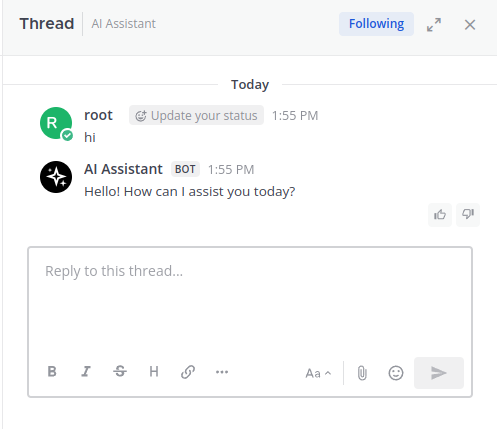 Thread AI Assistant Following
Today
R root Update your status 1:55 PM
hi
AI Assistant BOT 1:55 PM
Hello! How can I assist you today?
Reply to this thread...
B I S H Aa